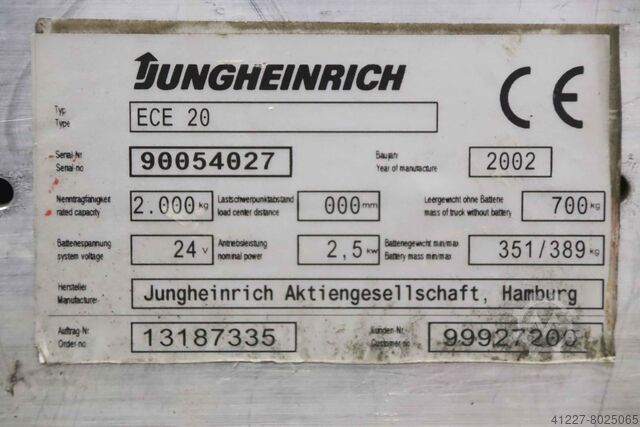 JUNGHEINRICH
CE
Typ
Type
ECE 20
Serial-Nr
Serial-no
90054027
Baujahr
Year of manufacture
2002
Nenntragfähigkeit
rated capacity
2.000 kg
Lastschwerpunktabstand
load center distance
000 mm
Leergewicht ohne Batterie
mass of truck without battery
700 kg
Batteriespannung
system voltage
24 v
Antriebsleistung
nominal power
2,5 kw
Batteriegewicht min/max
Battery mass min/max
351/389 kg
Hersteller
Manufacturer
Jungheinrich Aktiengesellschaft, Hamburg
Auftrag-Nr
Order-no
13187335
Kunden-Nr
Customer-no
99927200
41227-8025065